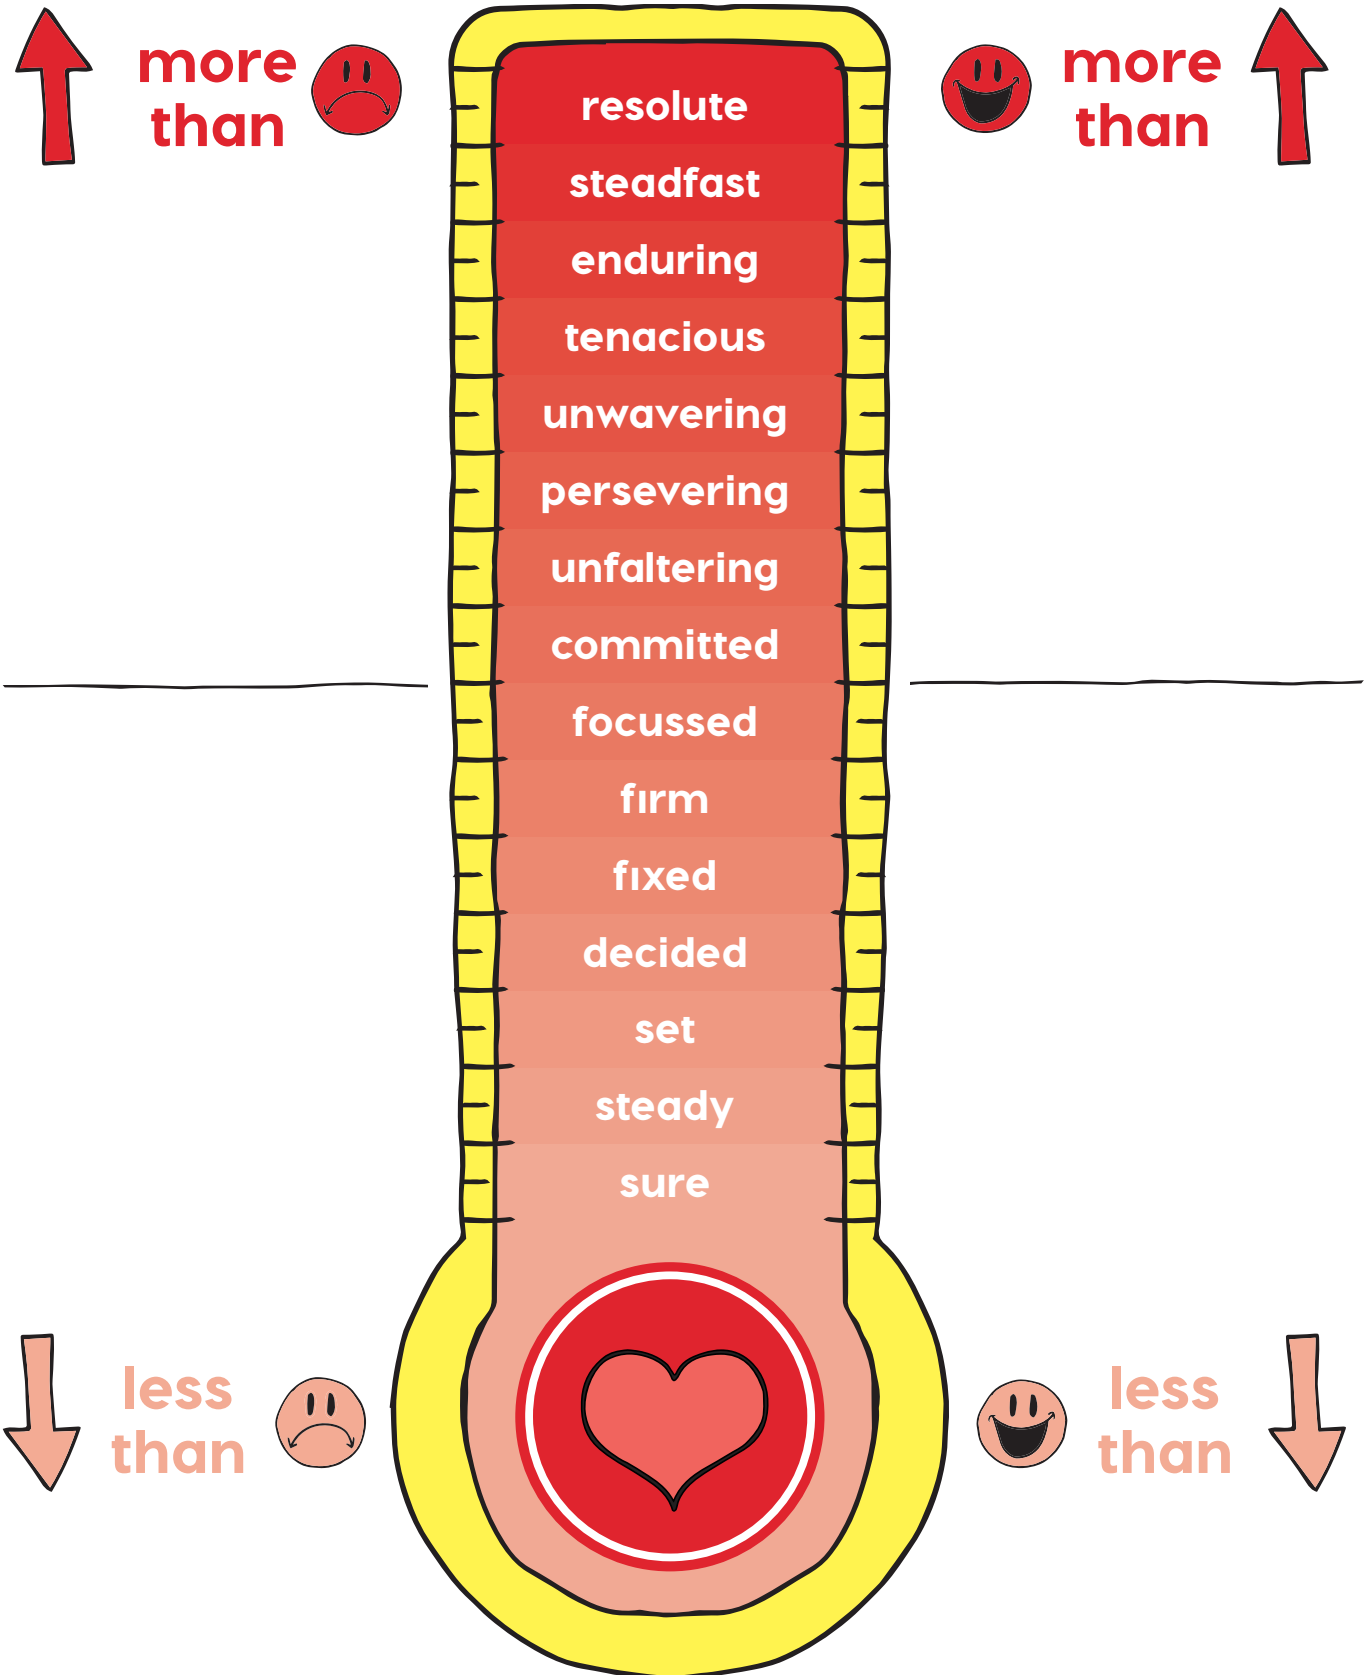 more
than
more
than
resolute
steadfast
enduring
tenacious
unwavering
persevering
unfaltering
committed
focussed
firm
fixed
decided
set
steady
sure
less
than
less
than